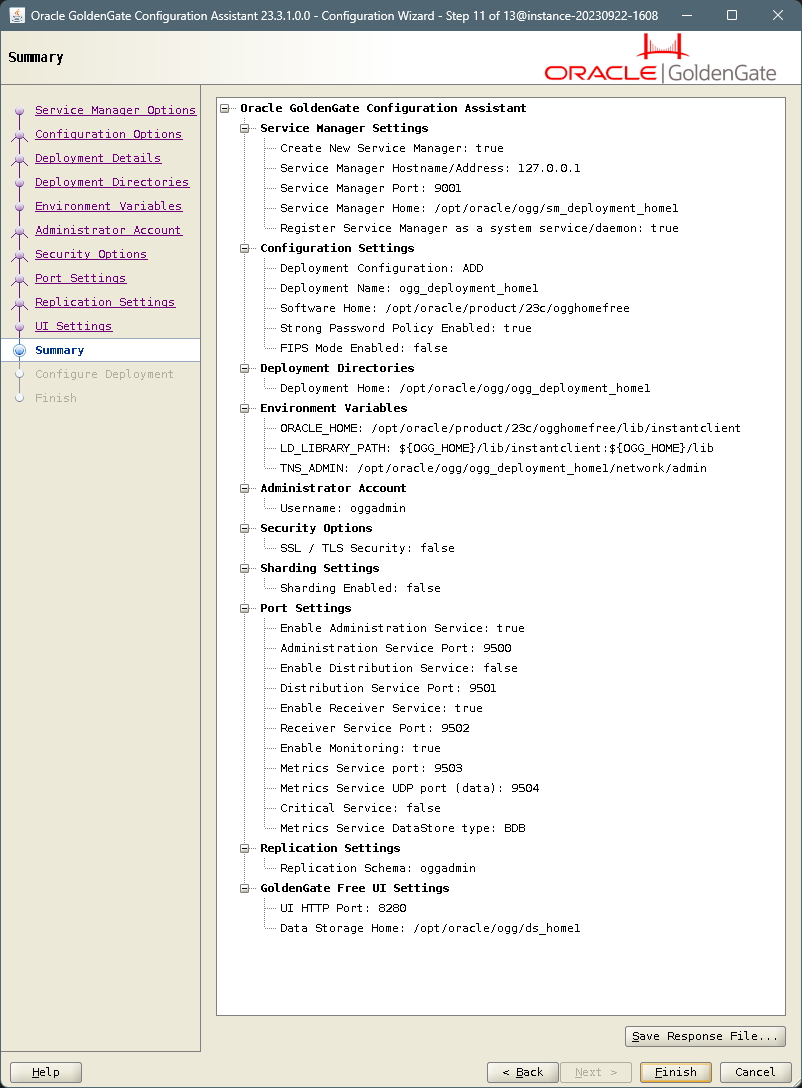 Oracle GoldenGate Configuration Assistant 23.3.1.0.0 - Configuration Wizard - Step 11 of 13@instance-20230922-1608
Summary
ORACLE | GoldenGate
Service Manager Options
Configuration Options
Deployment Details
Deployment Directories
Environment Variables
Administrator Account
Security Options
Port Settings
Replication Settings
UI Settings
Summary
Configure Deployment
Finish
Oracle GoldenGate Configuration Assistant
Service Manager Settings
Create New Service Manager: true
Service Manager Hostname/Address: 127.0.0.1
Service Manager Port: 9001
Service Manager Home: /opt/oracle/ogg/sm_deployment_home1
Register Service Manager as a system service/daemon: true
Configuration Settings
Deployment Configuration: ADD
Deployment Name: ogg_deployment_home1
Software Home: /opt/oracle/product/23c/ogghomefree
Strong Password Policy Enabled: true
FIPS Mode Enabled: false
Deployment Directories
Deployment Home: /opt/oracle/ogg/ogg_deployment_home1
Environment Variables
ORACLE_HOME: /opt/oracle/product/23c/ogghomefree/lib/instantclient
LD_LIBRARY_PATH: ${OGG_HOME}/lib/instantclient:${OGG_HOME}/lib
TNS_ADMIN: /opt/oracle/ogg/ogg_deployment_home1/network/admin
Administrator Account
Username: oggadmin
Security Options
SSL / TLS Security: false
Sharding Settings
Sharding Enabled: false
Port Settings
Enable Administration Service: true
Administration Service Port: 9500
Enable Distribution Service: false
Distribution Service Port: 9501
Enable Receiver Service: true
Receiver Service Port: 9502
Enable Monitoring: true
Metrics Service port: 9503
Metrics Service UDP port (data): 9504
Critical Service: false
Metrics Service DataStore type: BDB
Replication Settings
Replication Schema: oggadmin
GoldenGate Free UI Settings
UI HTTP Port: 8280
Data Storage Home: /opt/oracle/ogg/ds_home1
Save Response File...
Help
< Back
Next >
Finish
Cancel